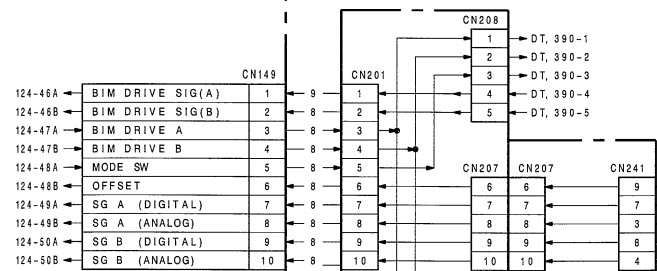 CN208
1 DT, 390-1
2 DT, 390-2
CN149 CN201 3 DT, 390-3
124-46A BIM DRIVE SIG(A) 1 9 1 4 DT, 390-4
124-46B BIM DRIVE SIG(B) 2 8 2 5 DT, 390-5
124-47A BIM DRIVE A 3 8 3
124-47B BIM DRIVE B 4 8 4 CN207 CN207 CN241
124-48A MODE SW 5 8 5
124-48B OFFSET 6 8 6 6 6 9
124-49A SG A (DIGITAL) 7 8 7 7 7 7
124-49B SG A (ANALOG) 8 8 8 8 8 3
124-50A SG B (DIGITAL) 9 8 9 9 9 8
124-50B SG B (ANALOG) 10 8 10 10 10 4